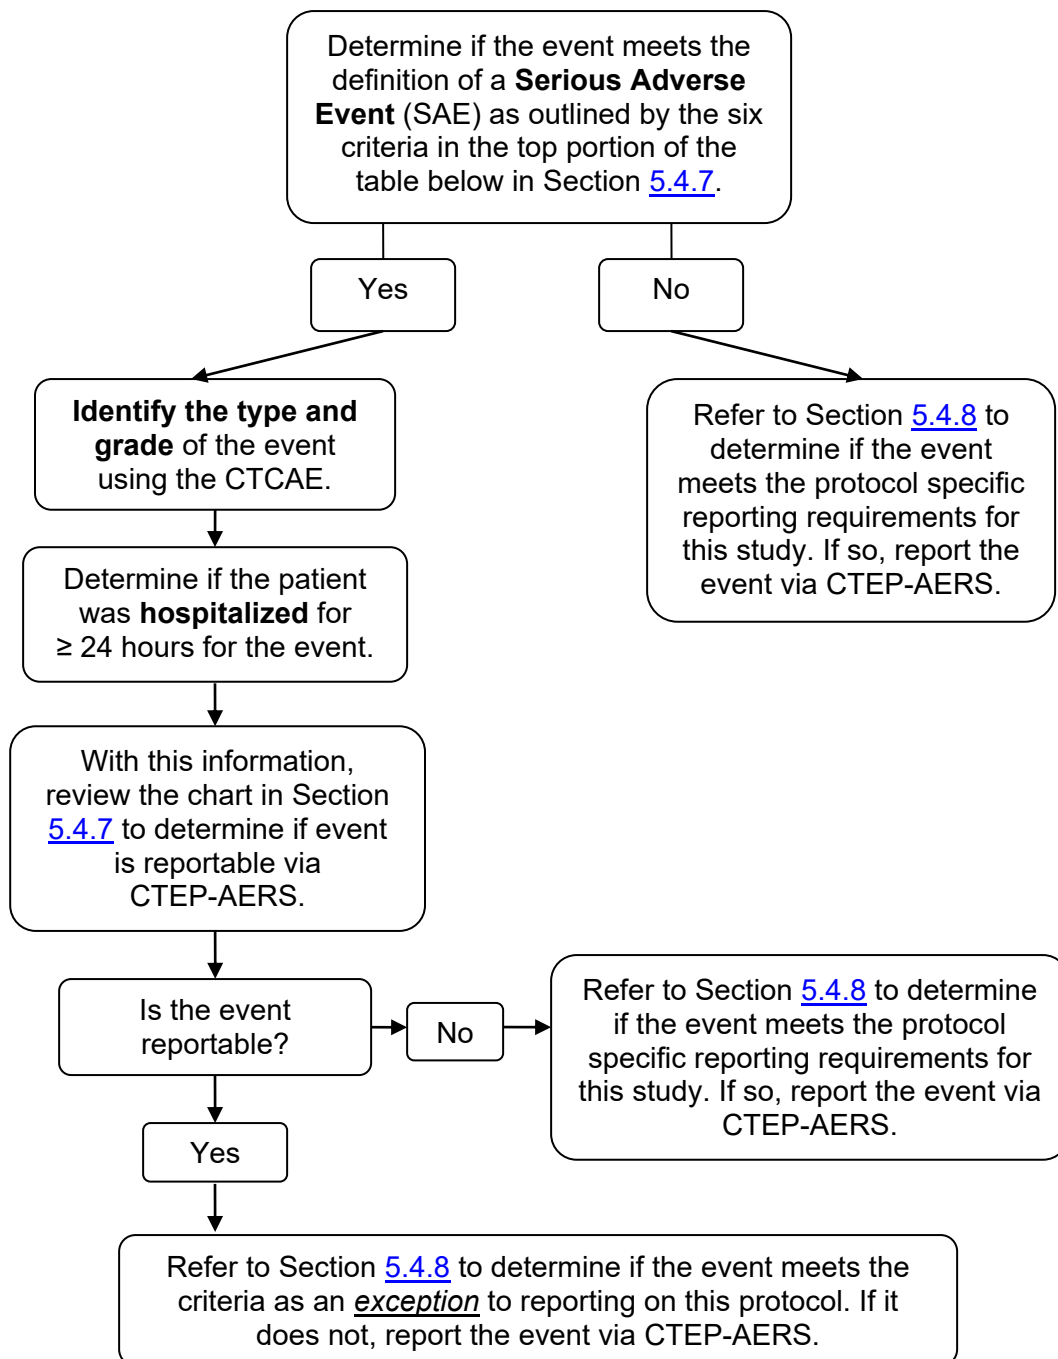 Determine if the event meets the
definition of a Serious Adverse
Event (SAE) as outlined by the six
criteria in the top portion of the
table below in Section 5.4.7.
Yes
No
Identify the type and
grade of the event
using the CTCAE.
Refer to Section 5.4.8 to
determine if the event
meets the protocol specific
reporting requirements for
this study. If so, report the
event via CTEP-AERS.
Determine if the patient
was hospitalized for
≥ 24 hours for the event.
With this information,
review the chart in Section
5.4.7 to determine if event
is reportable via
CTEP-AERS.
Is the event
reportable?
No
Refer to Section 5.4.8 to determine
if the event meets the protocol
specific reporting requirements for
this study. If so, report the event via
CTEP-AERS.
Yes
Refer to Section 5.4.8 to determine if the event meets the
criteria as an exception to reporting on this protocol. If it
does not, report the event via CTEP-AERS.